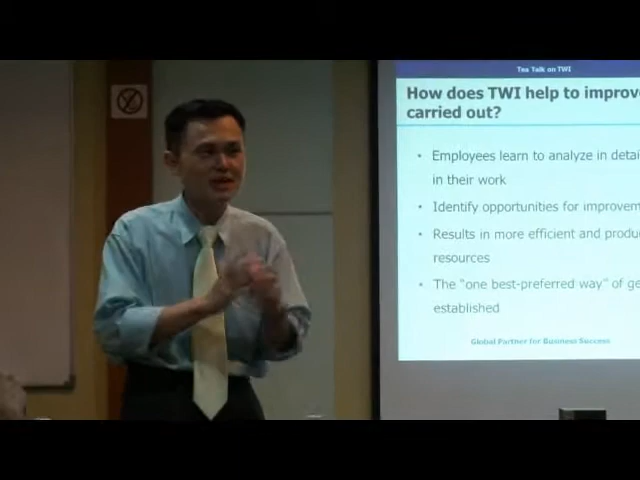 Tea Talk on TWI
How does TWI help to improve
carried out?
• Employees learn to analyze in detai
in their work
• Identify opportunities for improvem
• Results in more efficient and produ
resources
• The "one best-preferred way" of ge
established
Global Partner for Business Success